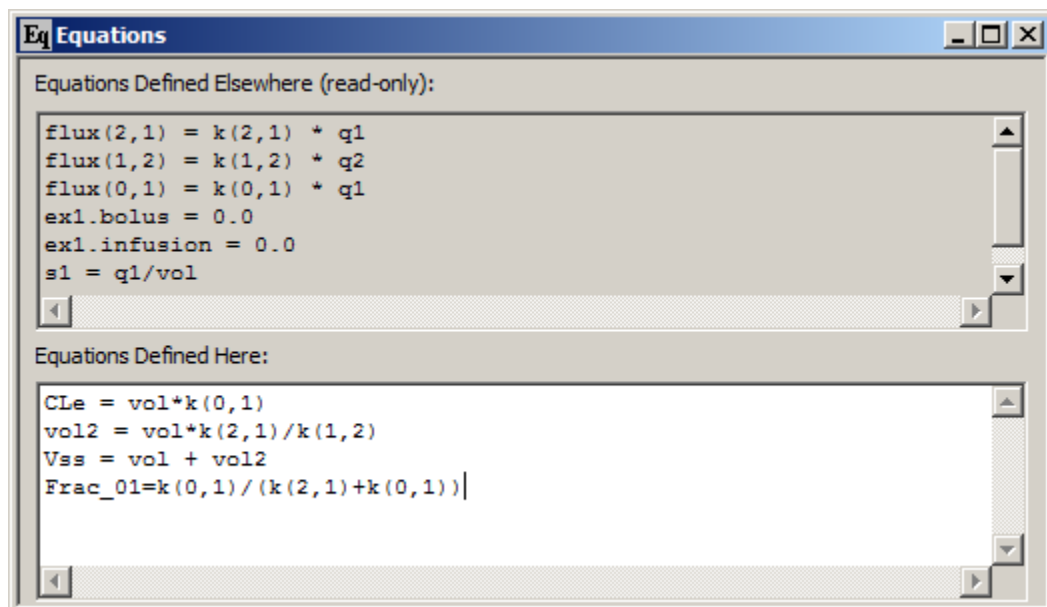 Eq Equations
Equations Defined Elsewhere (read-only):
flux(2,1) = k(2,1) * q1
flux(1,2) = k(1,2) * q2
flux(0,1) = k(0,1) * q1
ex1.bolus = 0.0
ex1.infusion = 0.0
s1 = q1/vol
Equations Defined Here:
CLe = vol*k(0,1)
vol2 = vol*k(2,1)/k(1,2)
Vss = vol + vol2
Frac_01=k(0,1)/(k(2,1)+k(0,1))